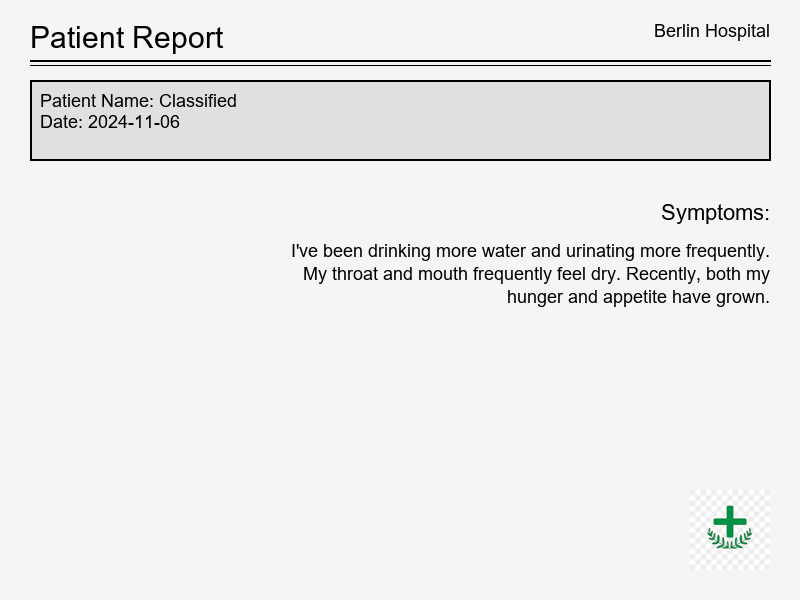 Patient Report
Berlin Hospital
Patient Name: Classified
Date: 2024-11-06
Symptoms:
I've been drinking more water and urinating more frequently.
My throat and mouth frequently feel dry. Recently, both my
hunger and appetite have grown.